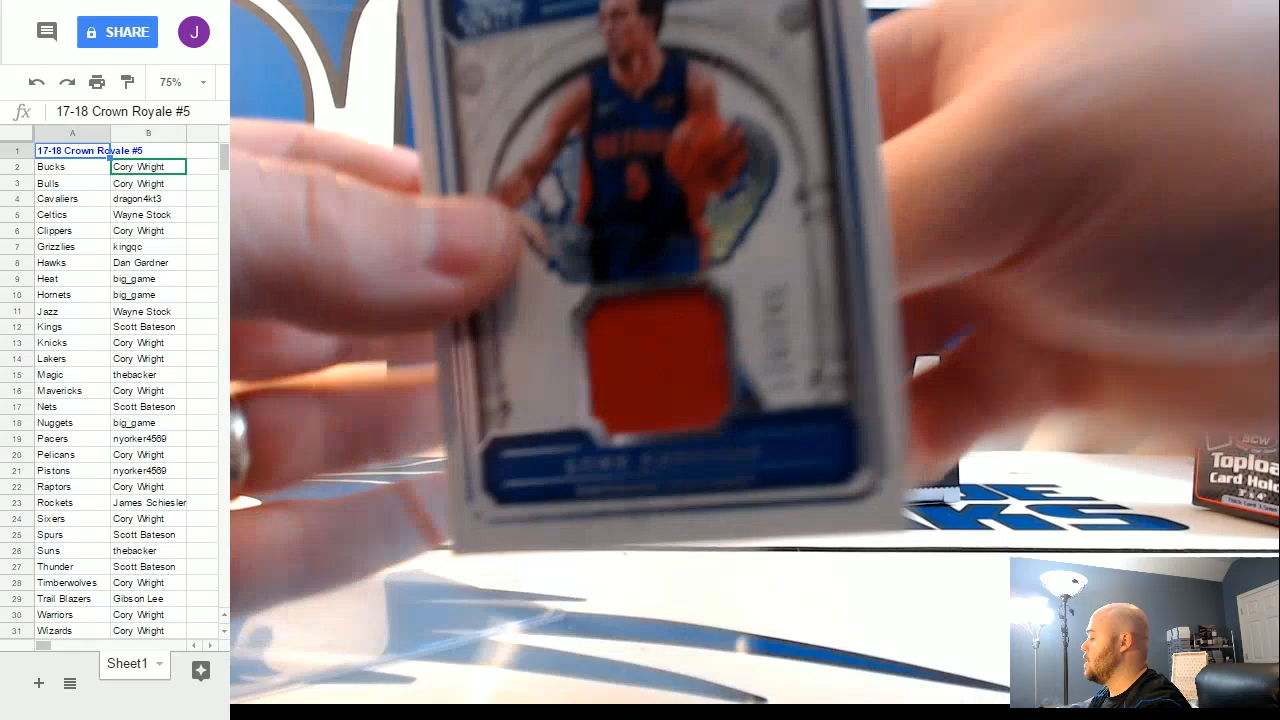 SHARE
J
75%
fx 17-18 Crown Royale #5
A B
1 17-18 Crown Royale #5
2 Bucks Cory Wright
3 Bulls Cory Wright
4 Cavaliers dragon4kt3
5 Celtics Wayne Stock
6 Clippers Cory Wright
7 Grizzlies kingqc
8 Hawks Dan Gardner
9 Heat big_game
10 Hornets big_game
11 Jazz Wayne Stock
12 Kings Scott Bateson
13 Knicks Cory Wright
14 Lakers Cory Wright
15 Magic thebacker
16 Mavericks Cory Wright
17 Nets Scott Bateson
18 Nuggets big_game
19 Pacers nyorker4569
20 Pelicans Cory Wright
21 Pistons nyorker4569
22 Raptors Cory Wright
23 Rockets James Schiesler
24 Sixers Cory Wright
25 Spurs Scott Bateson
26 Suns thebacker
27 Thunder Scott Bateson
28 Timberwolves Cory Wright
29 Trail Blazers Gibson Lee
30 Warriors Cory Wright
31 Wizards Cory Wright
Sheet1
BCW
Toploa
Card Hold
3" x 4"